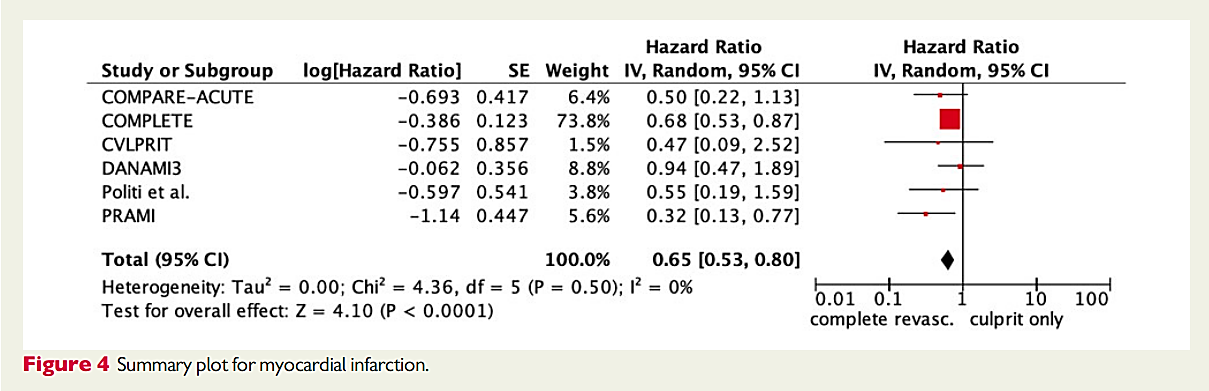 Hazard Ratio Hazard Ratio
Study or Subgroup log[Hazard Ratio] SE Weight IV, Random, 95% CI IV, Random, 95% CI
COMPARE-ACUTE −0.693 0.417 6.4% 0.50 [0.22, 1.13]
COMPLETE −0.386 0.123 73.8% 0.68 [0.53, 0.87]
CVLPRIT −0.755 0.857 1.5% 0.47 [0.09, 2.52]
DANAMI3 −0.062 0.356 8.8% 0.94 [0.47, 1.89]
Politi et al. −0.597 0.541 3.8% 0.55 [0.19, 1.59]
PRAMI −1.14 0.447 5.6% 0.32 [0.13, 0.77]
Total (95% CI) 100.0% 0.65 [0.53, 0.80]
Heterogeneity: Tau² = 0.00; Chi² = 4.36, df = 5 (P = 0.50); I² = 0%
Test for overall effect: Z = 4.10 (P < 0.0001)
0.01 0.1 1 10 100
complete revasc. culprit only
Figure 4 Summary plot for myocardial infarction.